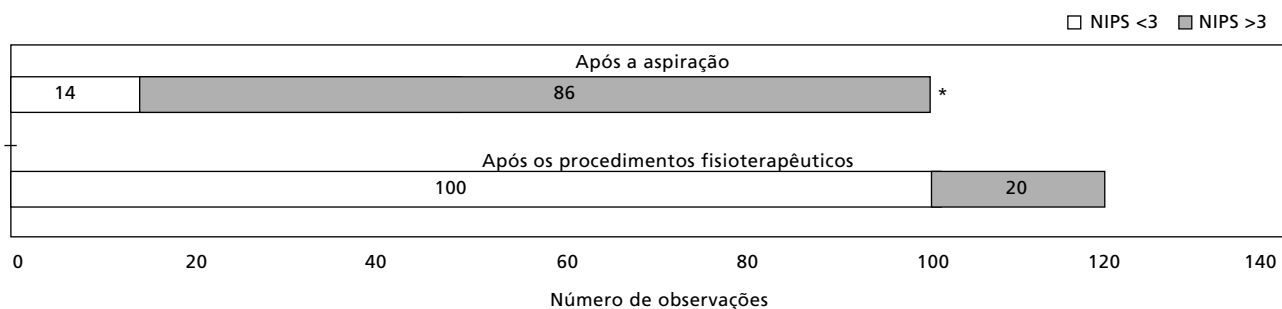 NIPS <3 NIPS >3
Após a aspiração
14 86 *
Após os procedimentos fisioterapêuticos
100 20
0 20 40 60 80 100 120 140
Número de observações